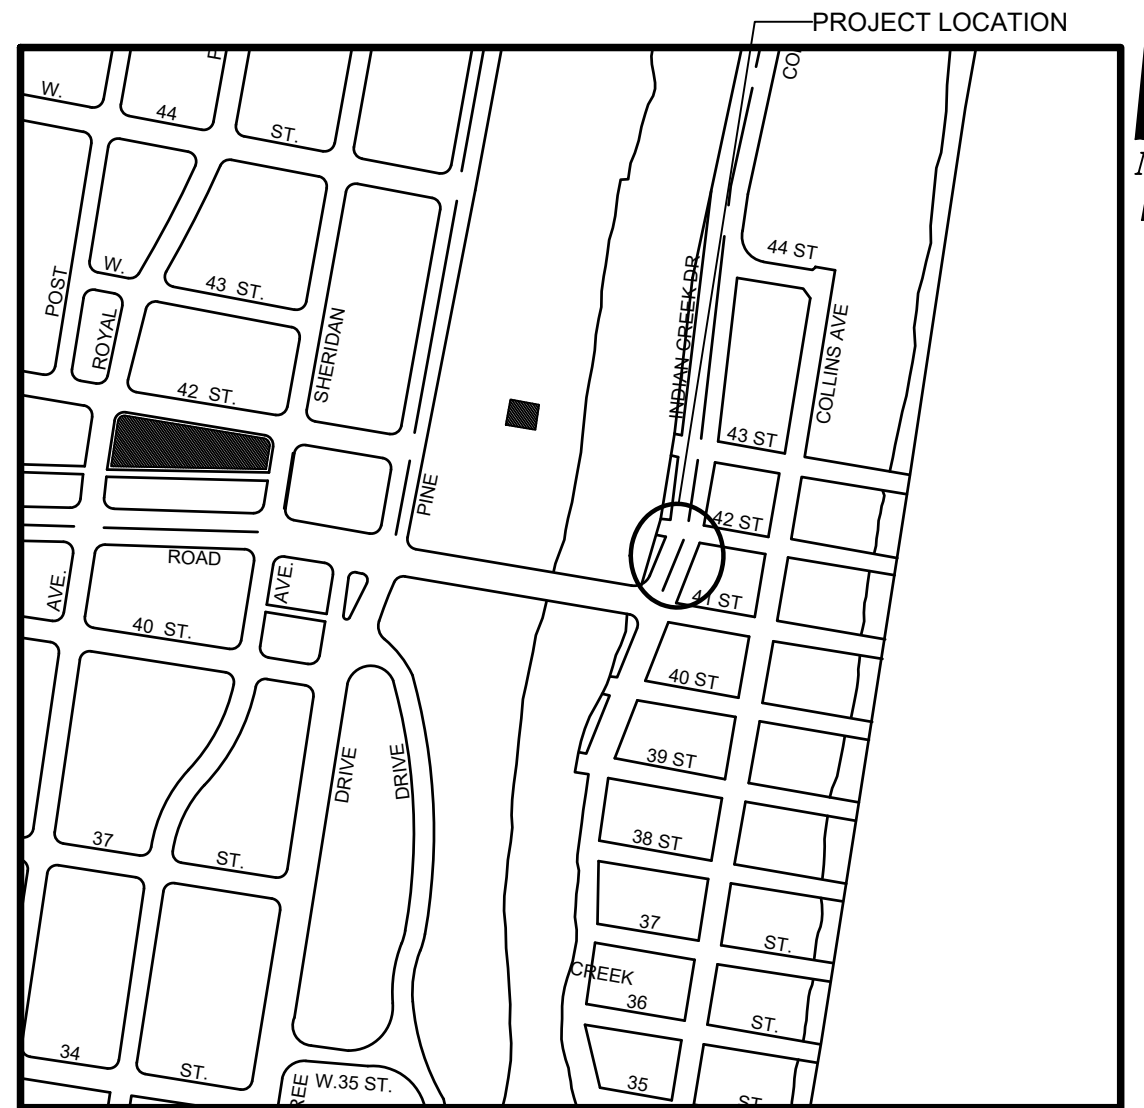 PROJECT LOCATION
W.
44
ST.
44 ST
W.
43 ST.
POST
ROYAL
SHERIDAN
INDIAN CREEK DR.
COLLINS AVE
42 ST.
43 ST
PINE
42 ST
ROAD
AVE.
AVE.
41 ST
40 ST.
40 ST
39 ST
DRIVE
DRIVE
37
ST.
38 ST
37
ST.
CREEK
36
ST.
34
ST.
W.35 ST.
35
ST